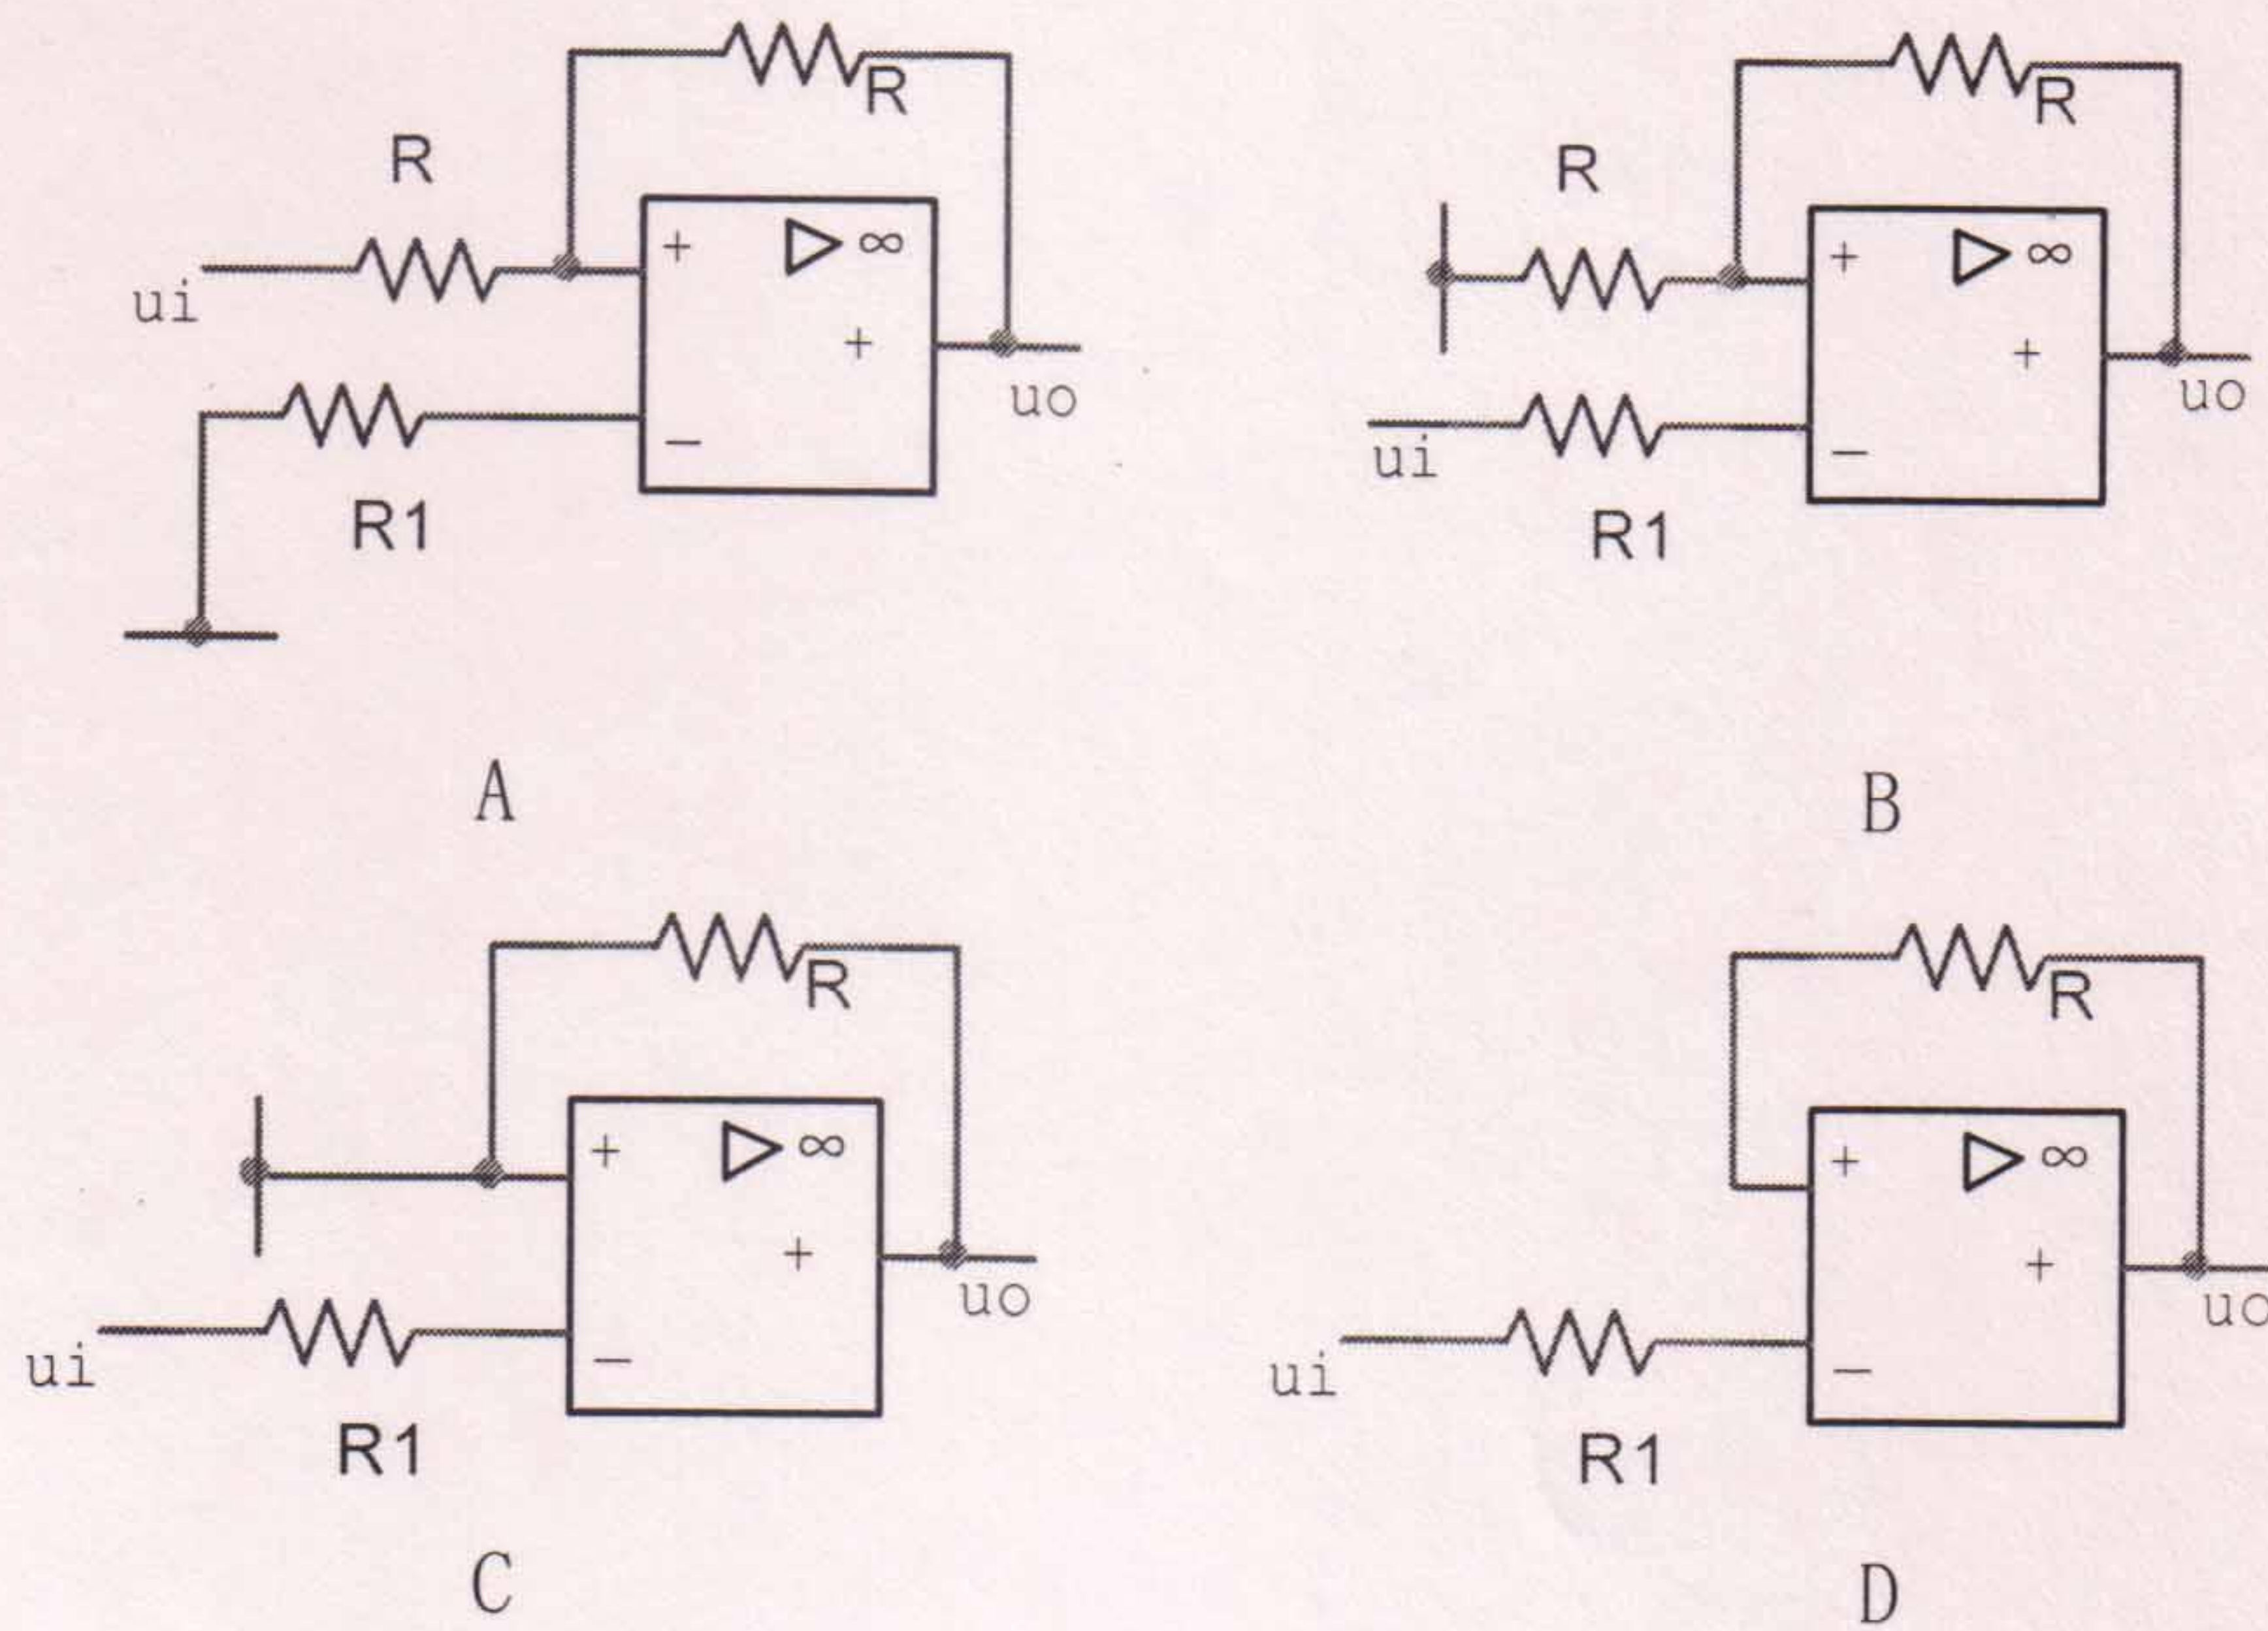 R
R
+ ▷ ∞
ui
+
uo
−
R1
A
R
R
+ ▷ ∞
+
uo
ui
−
R1
B
R
+ ▷ ∞
+
uo
ui
−
R1
C
R
+ ▷ ∞
+
uo
ui
−
R1
D